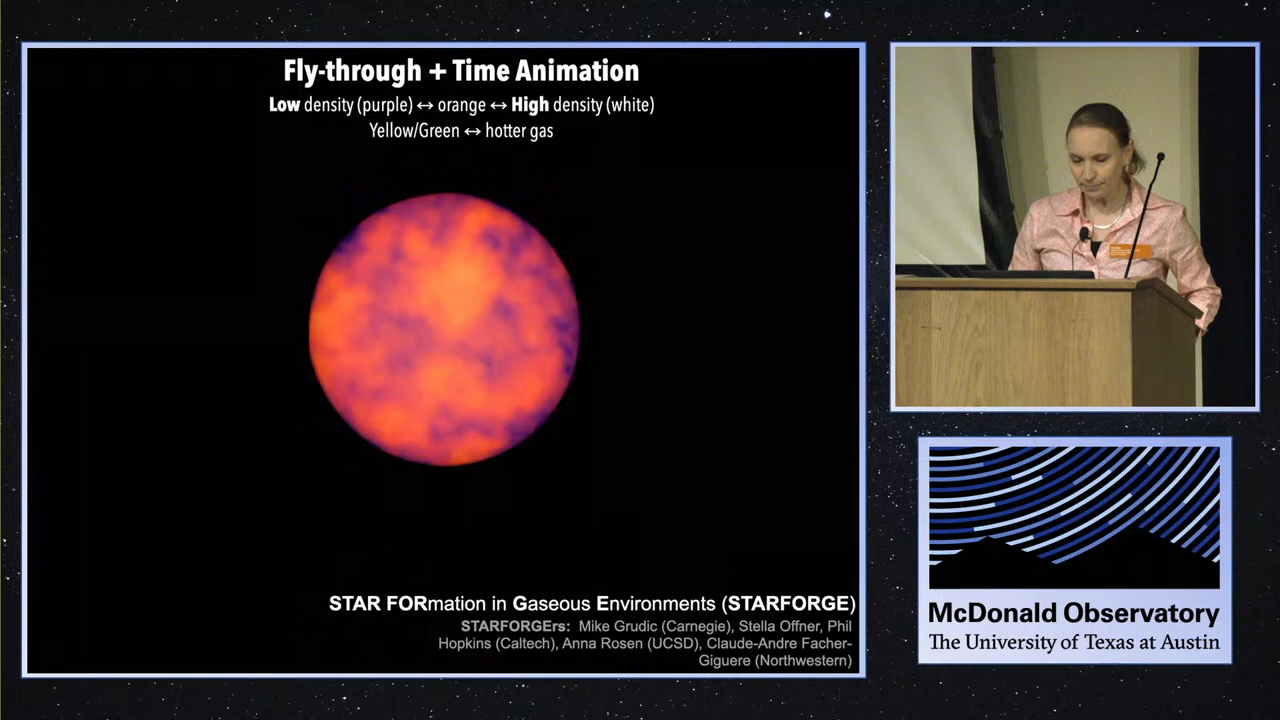 Fly-through + Time Animation
Low density (purple) ↔ orange ↔ High density (white)
Yellow/Green ↔ hotter gas
STAR FORmation in Gaseous Environments (STARFORGE)
STARFORGErs: Mike Grudic (Carnegie), Stella Offner, Phil
Hopkins (Caltech), Anna Rosen (UCSD), Claude-Andre Facher-
Giguere (Northwestern)
McDonald Observatory
The University of Texas at Austin